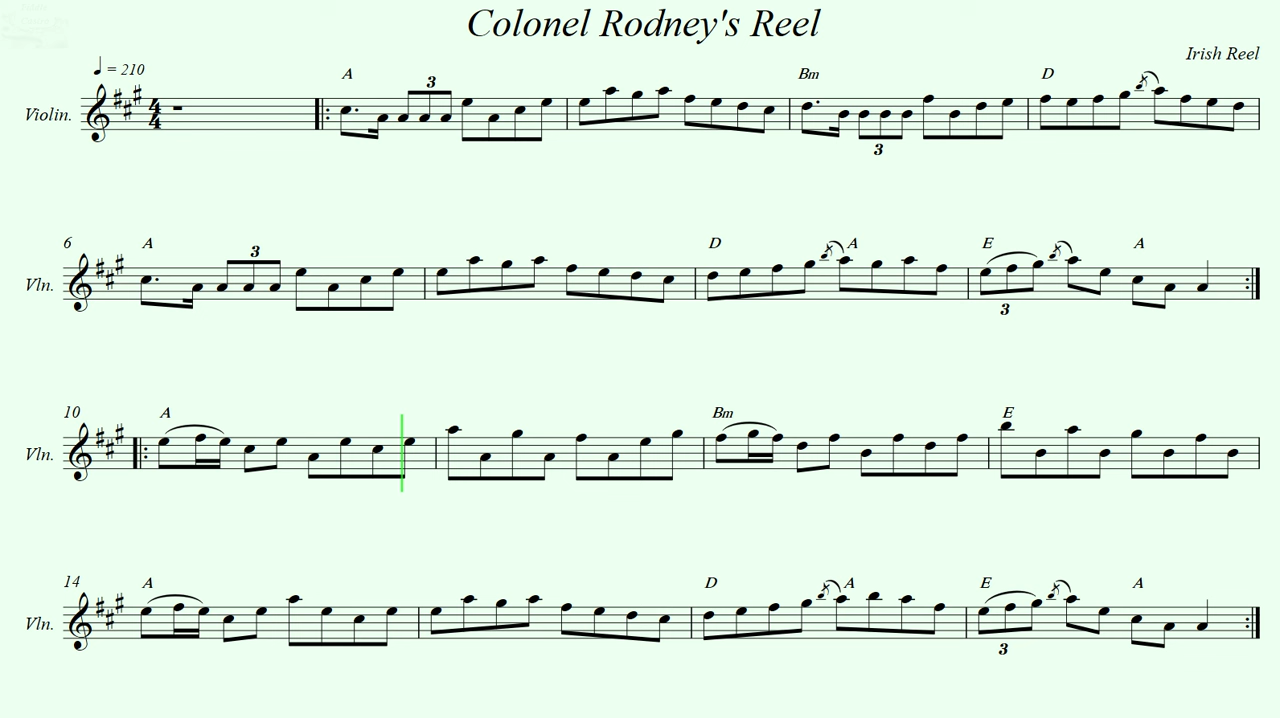 Colonel Rodney's Reel
Irish Reel
= 210
Violin.
A 3 Bm 3 D
6
Vln.
A 3 D A E 3 A
10
Vln.
A Bm E
14
Vln.
A D A E 3 A